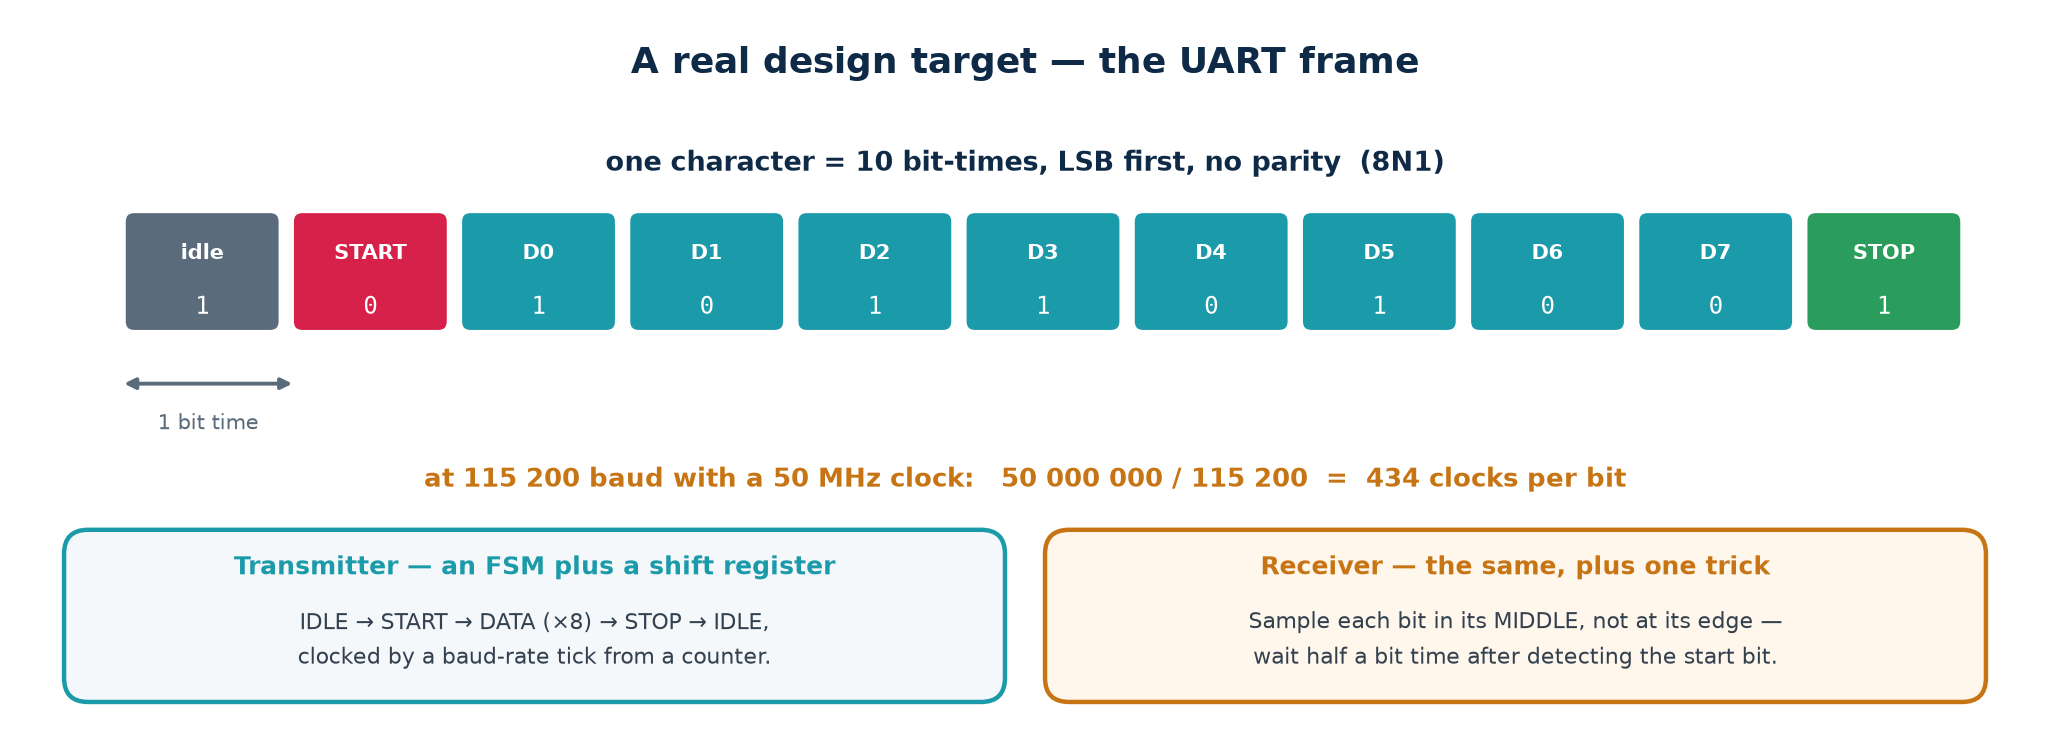 A real design target — the UART frame
one character = 10 bit-times, LSB first, no parity (8N1)
idle START D0 D1 D2 D3 D4 D5 D6 D7 STOP
1 0 1 0 1 1 0 1 0 0 1
1 bit time
at 115 200 baud with a 50 MHz clock: 50 000 000 / 115 200 = 434 clocks per bit
Transmitter — an FSM plus a shift register
IDLE → START → DATA (×8) → STOP → IDLE,
clocked by a baud-rate tick from a counter.
Receiver — the same, plus one trick
Sample each bit in its MIDDLE, not at its edge —
wait half a bit time after detecting the start bit.